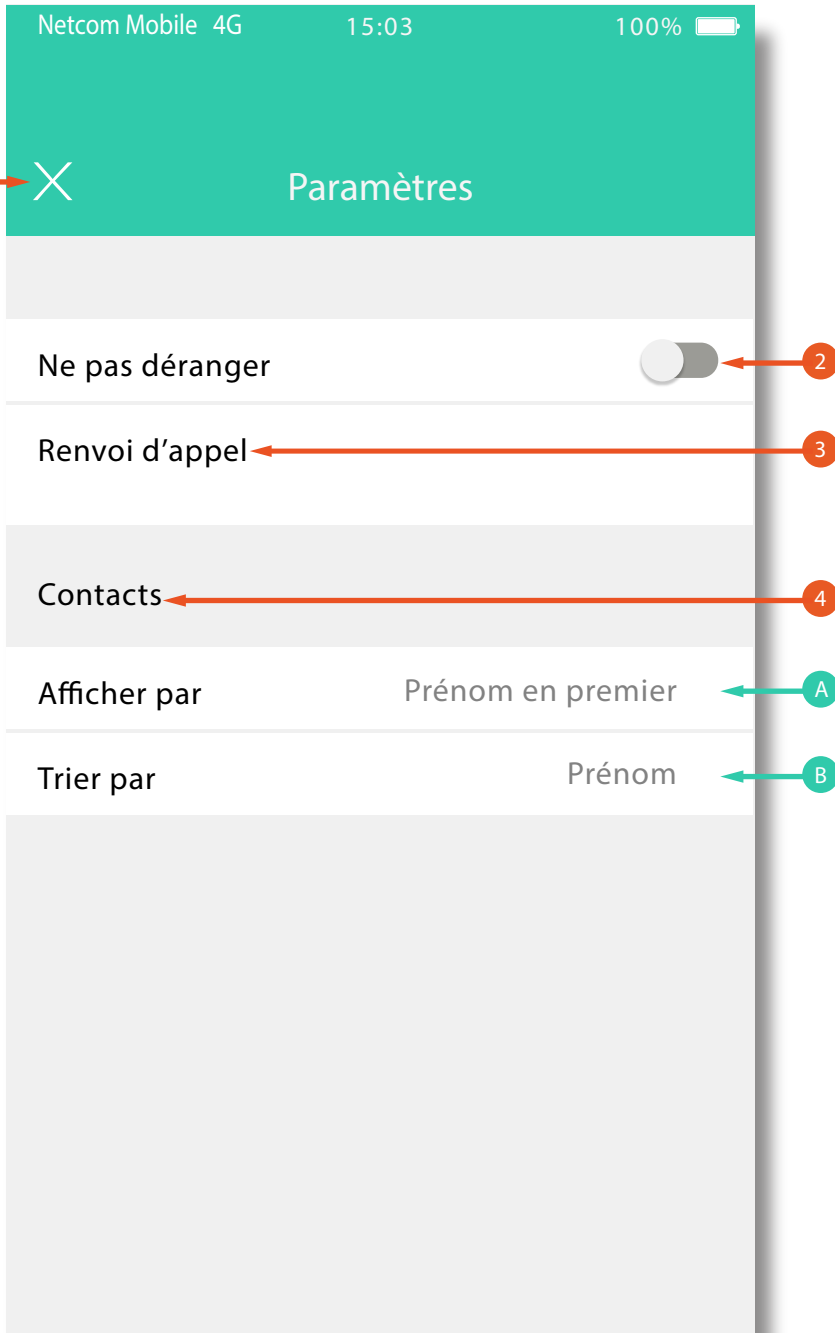 Netcom Mobile 4G 15:03 100%
X Paramètres
Ne pas déranger 2
Renvoi d’appel 3
Contacts 4
Afficher par Prénom en premier A
Trier par Prénom B